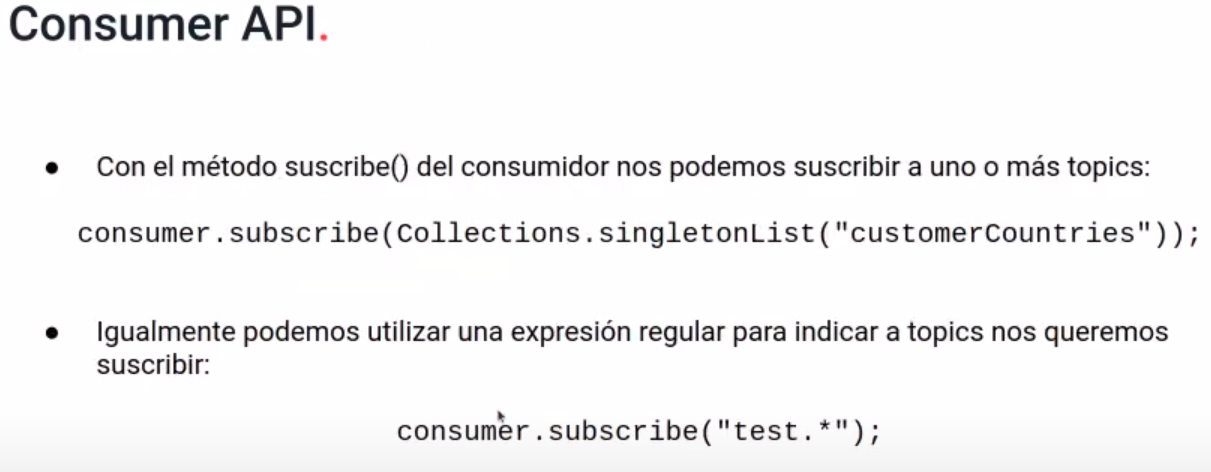 Consumer API.
● Con el método suscribe() del consumidor nos podemos suscribir a uno o más topics:
consumer.subscribe(Collections.singletonList("customerCountries"));
● Igualmente podemos utilizar una expresión regular para indicar a topics nos queremos
suscribir:
consumer.subscribe("test.*");